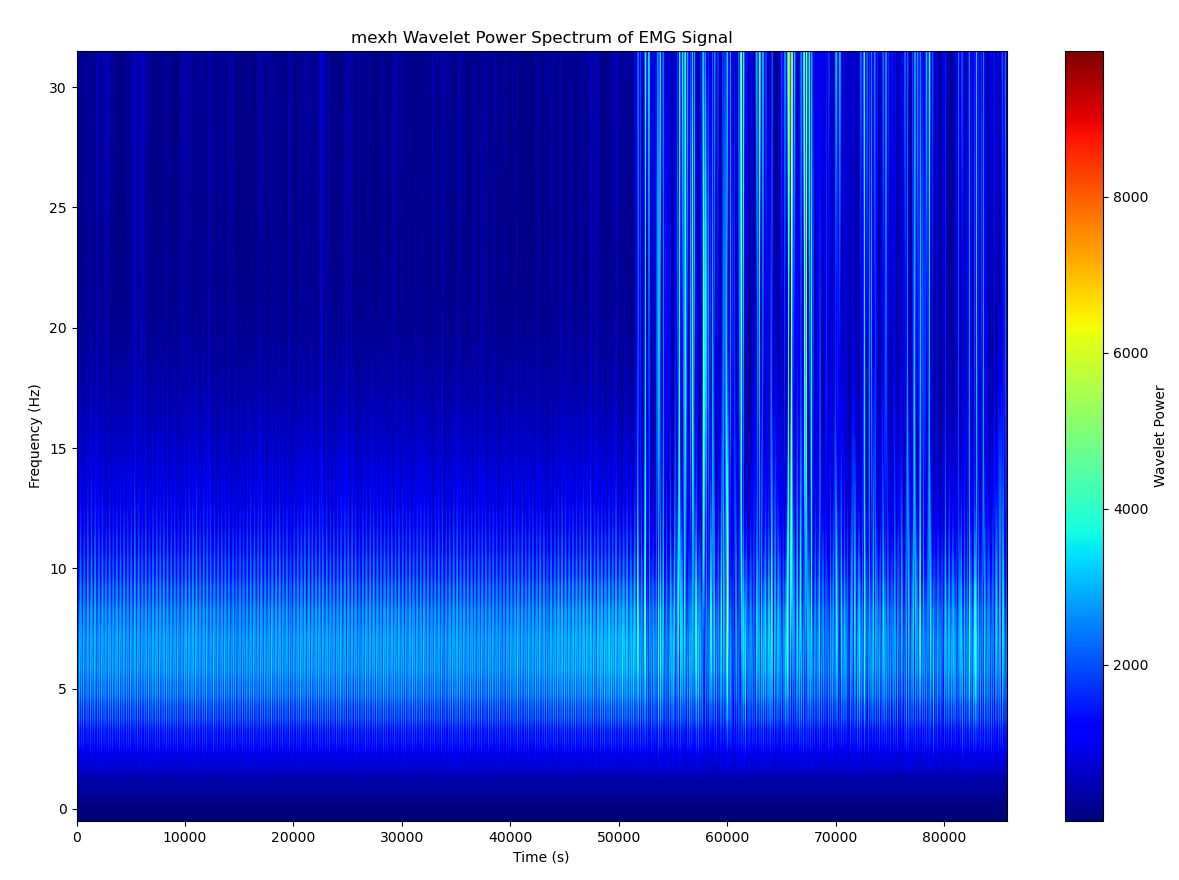 mexh Wavelet Power Spectrum of EMG Signal
30
25
20
15
10
5
0
Frequency (Hz)
0 10000 20000 30000 40000 50000 60000 70000 80000
Time (s)
8000
6000
4000
2000
Wavelet Power